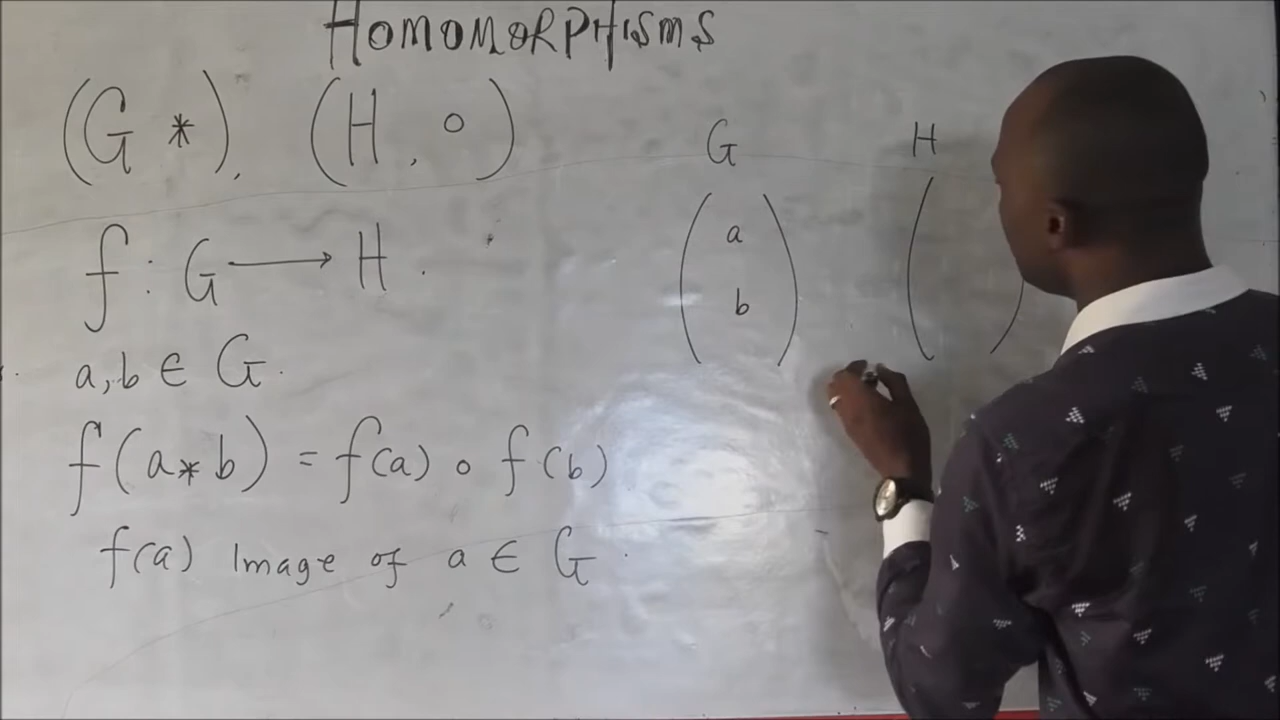 HOMOMORPHISMS
(G *), (H, ∘)
f : G ⟶ H.
a, b ∈ G.
f(a*b) = f(a) ∘ f(b)
f(a) Image of a ∈ G.
G H
a
b